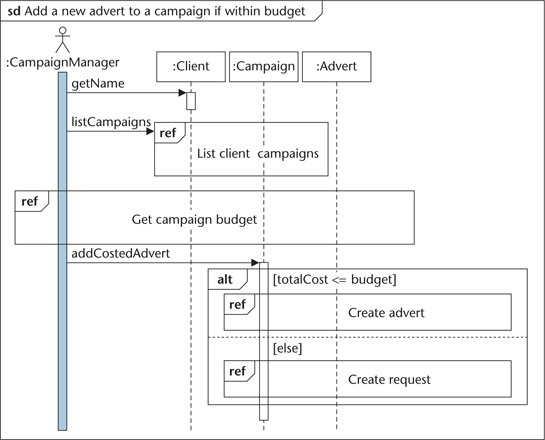 sd Add a new advert to a campaign if within budget
:CampaignManager
:Client
:Campaign
:Advert
getName
listCampaigns
ref
List client campaigns
ref
Get campaign budget
addCostedAdvert
alt
[totalCost <= budget]
ref
Create advert
[else]
ref
Create request